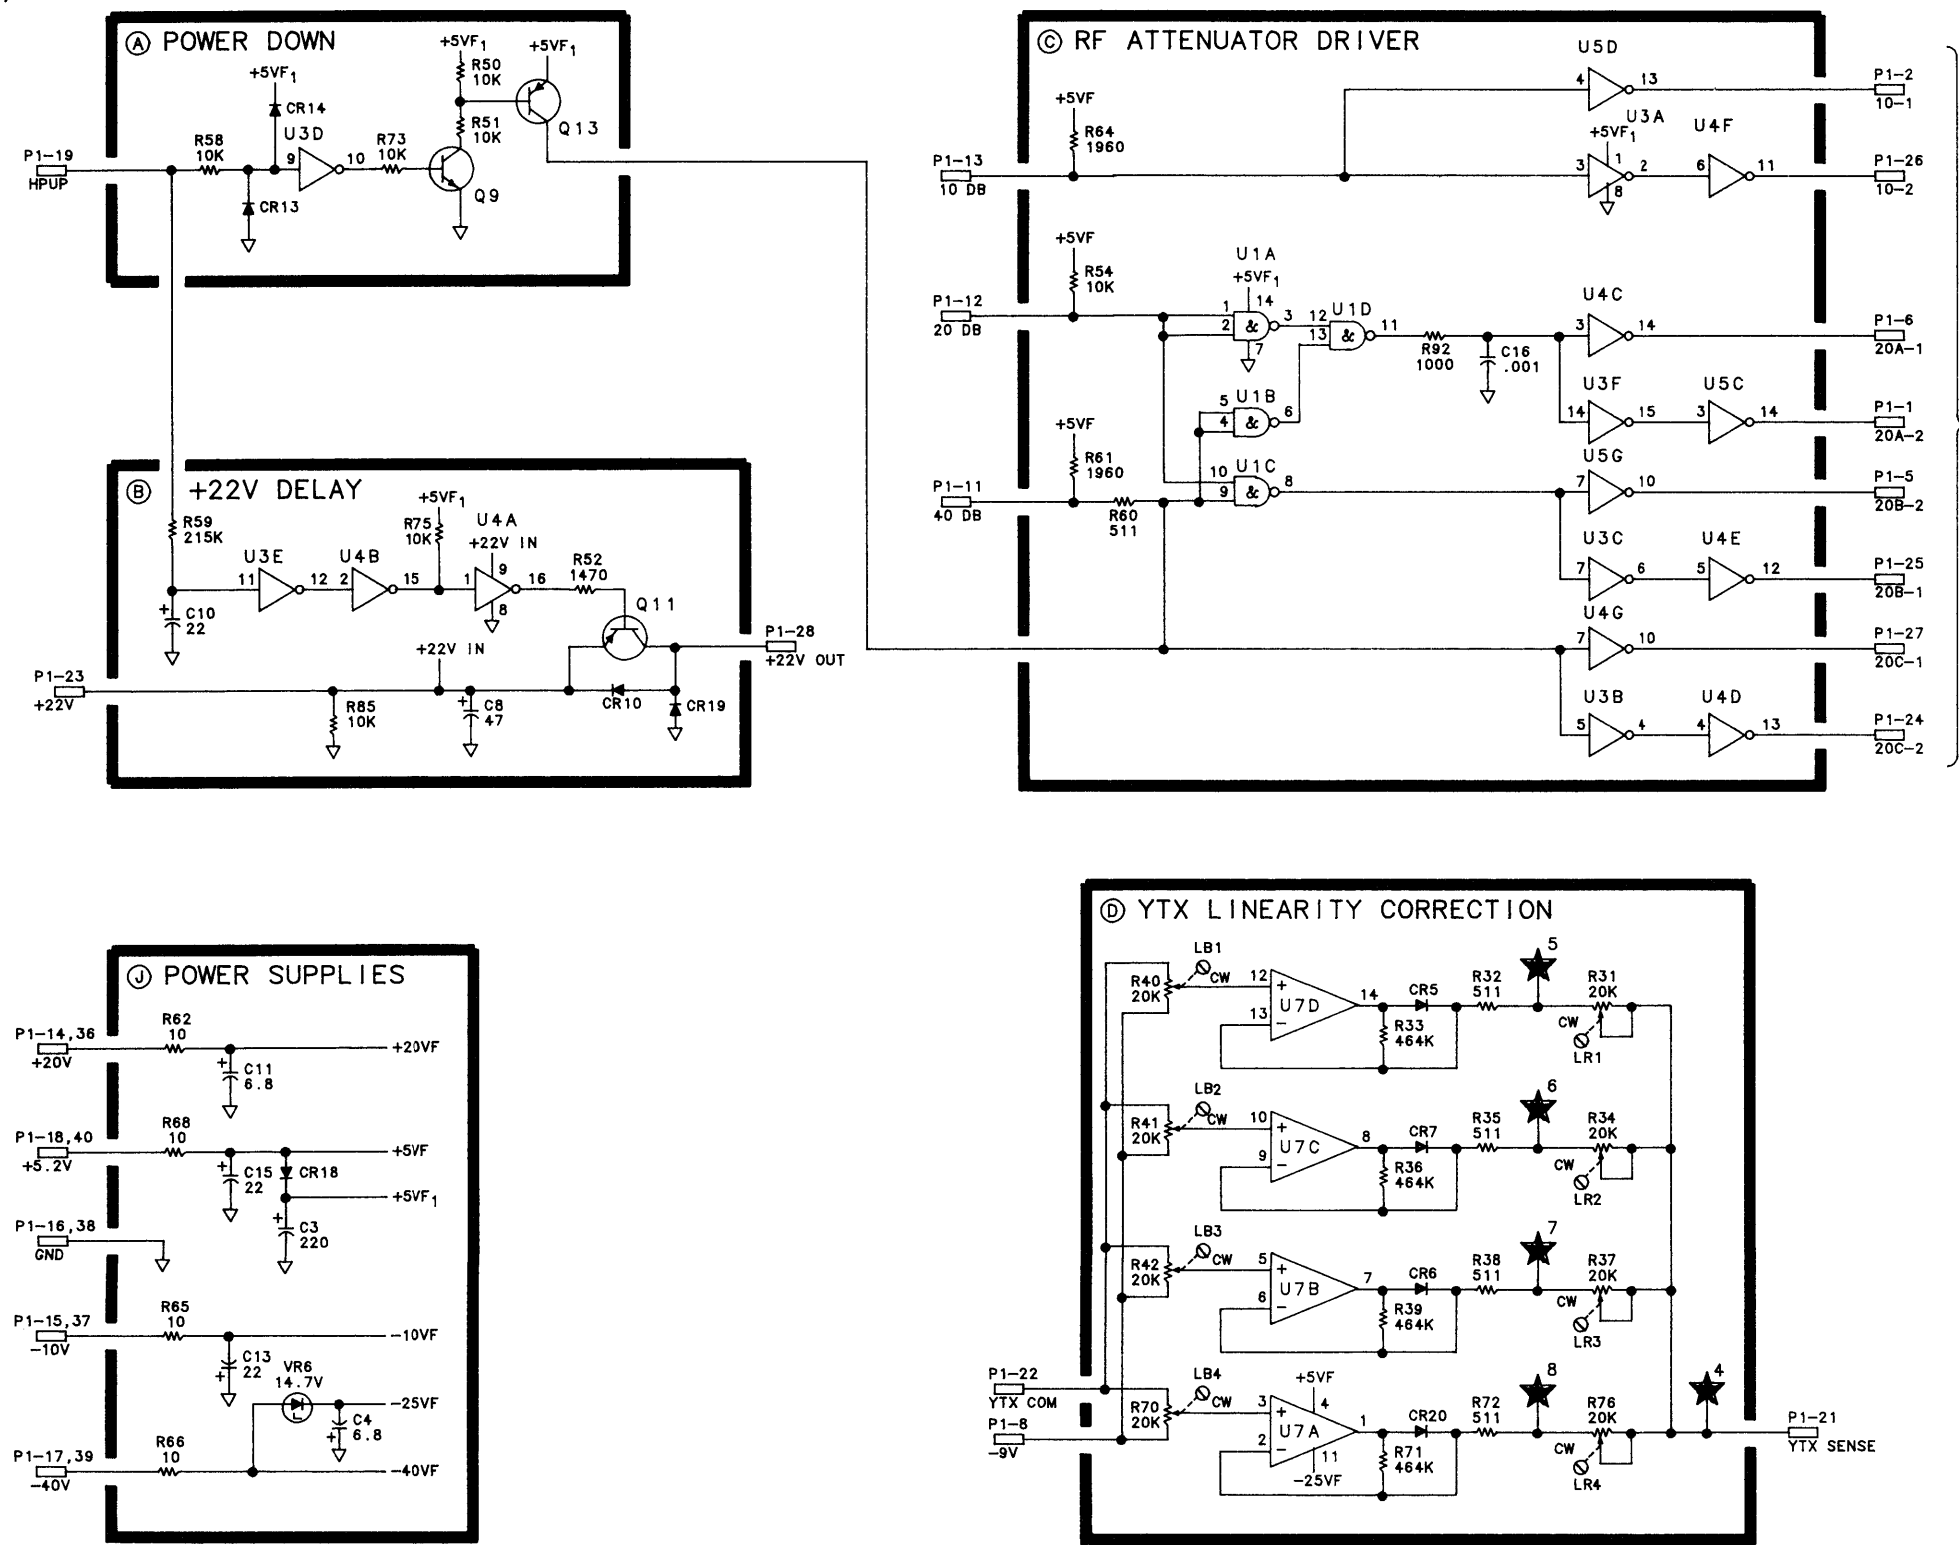 A POWER DOWN
+5VF1
+5VF1
R50
10K
+5VF1
CR14
R51
10K
Q13
U3D
R58
10K
R73
10K
P1-19
HPUP
9
10
CR13
Q9
B +22V DELAY
R59
215K
+5VF1
R75
10K
U4A
+22V IN
U3E
U4B
R52
1470
11
12
2
15
1
9
16
8
+
C10
22
Q11
+22V IN
P1-28
+22V OUT
P1-23
+22V
R85
10K
+
C8
47
CR10
CR19
C RF ATTENUATOR DRIVER
U5D
4
13
P1-2
10-1
+5VF
R64
1960
U3A
+5VF1
U4F
P1-13
10 DB
3
1
2
8
6
11
P1-26
10-2
+5VF
R54
10K
U1A
+5VF1
14
P1-12
20 DB
1
2
&
3
7
U1D
12
13
&
11
R92
1000
C16
.001
U4C
3
14
P1-6
20A-1
U3F
U5C
14
15
3
14
P1-1
20A-2
U1B
5
4
&
6
+5VF
R61
1960
U1C
10
9
&
8
P1-11
40 DB
R60
511
U5G
7
10
P1-5
20B-2
U3C
U4E
7
6
5
12
P1-25
20B-1
U4G
7
10
P1-27
20C-1
U3B
U4D
5
4
4
13
P1-24
20C-2
J POWER SUPPLIES
P1-14,36
+20V
R62
10
+20VF
+
C11
6.8
P1-18,40
+5.2V
R68
10
+5VF
+
C15
22
CR18
+5VF1
+
C3
220
P1-16,38
GND
P1-15,37
-10V
R65
10
-10VF
C13
22
+
VR6
14.7V
-25VF
C4
6.8
+
P1-17,39
-40V
R66
10
-40VF
D YTX LINEARITY CORRECTION
LB1
CW
R40
20K
12
+
U7D
13
-
14
CR5
R33
464K
R32
511
5
R31
20K
CW
LR1
LB2
CW
R41
20K
10
+
U7C
9
-
8
CR7
R36
464K
R35
511
6
R34
20K
CW
LR2
LB3
CW
R42
20K
5
+
U7B
6
-
7
CR6
R39
464K
R38
511
7
R37
20K
CW
LR3
P1-22
YTX COM
P1-8
-9V
LB4
CW
R70
20K
+5VF
4
3
+
U7A
2
-
11
-25VF
1
CR20
R71
464K
R72
511
8
R76
20K
CW
LR4
4
P1-21
YTX SENSE